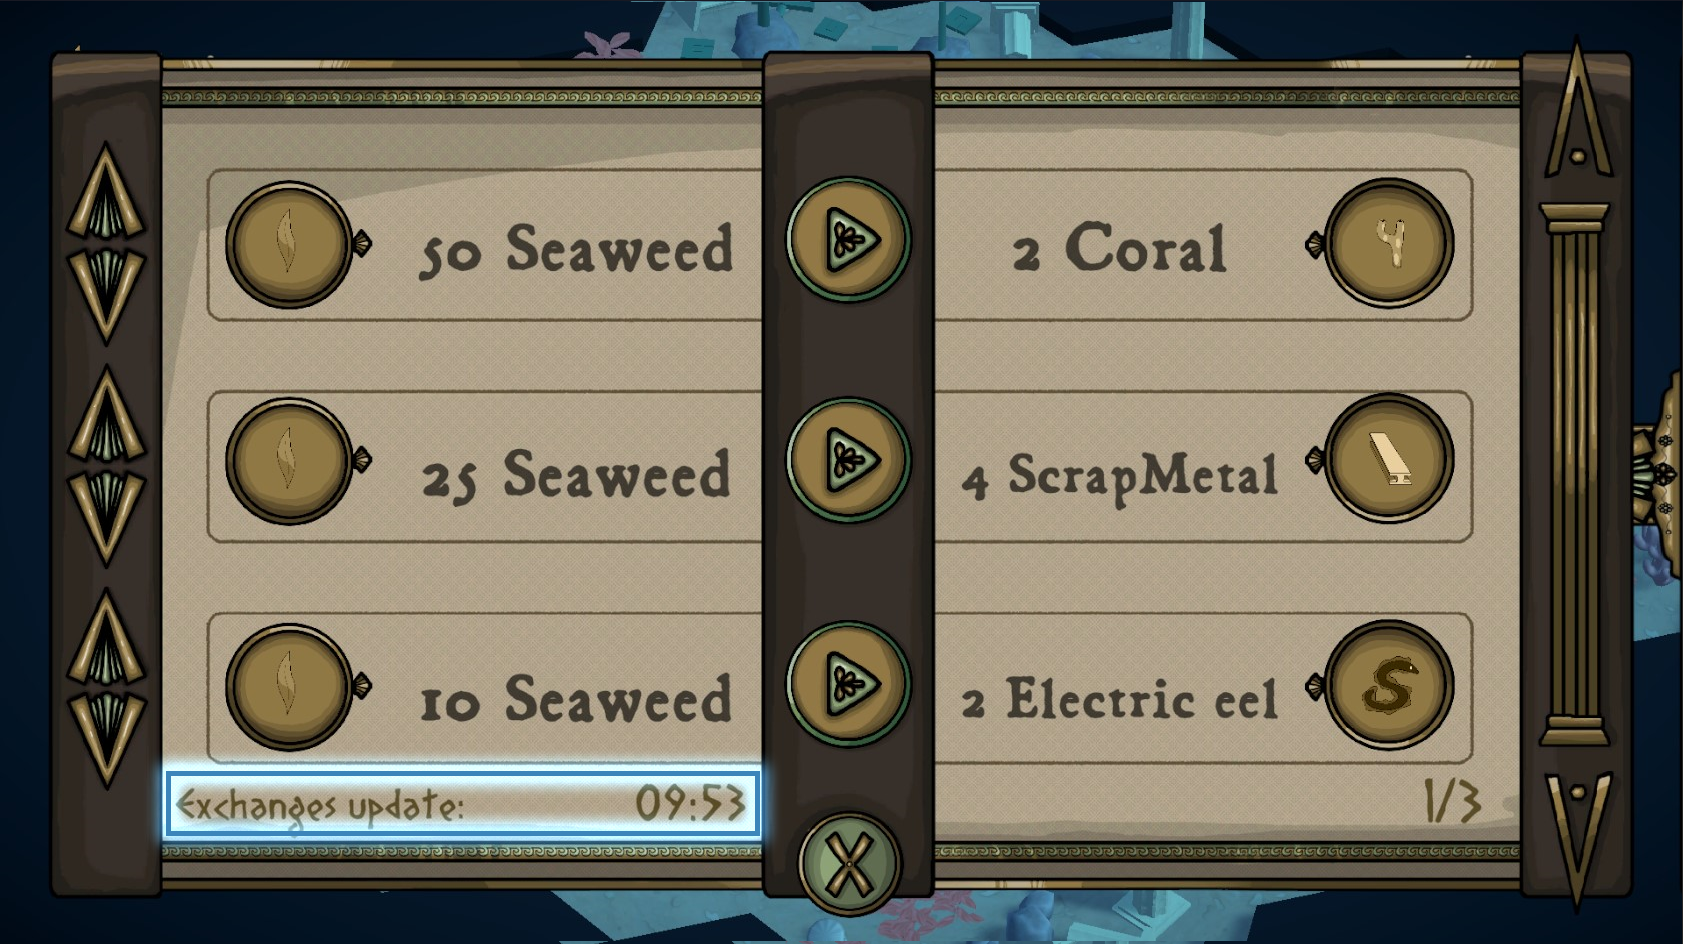 50 Seaweed
2 Coral
25 Seaweed
4 ScrapMetal
10 Seaweed
2 Electric eel
Exchanges update: 09:53
1/3